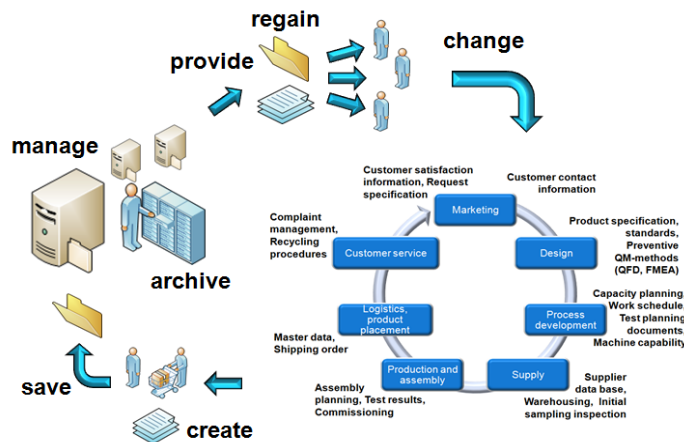 regain
provide
change
manage
archive
save
create
Customer satisfaction
information, Request
specification
Customer contact
information
Marketing
Complaint
management,
Recycling
procedures
Customer service
Design
Product specification,
standards,
Preventive
QM-methods
(QFD, FMEA)
Logistics,
product
placement
Process
development
Capacity planning,
Work schedule,
Test planning
documents,
Machine capability
Master data,
Shipping order
Production and
assembly
Supply
Assembly
planning, Test results,
Commissioning
Supplier
data base,
Warehousing, Initial
sampling inspection